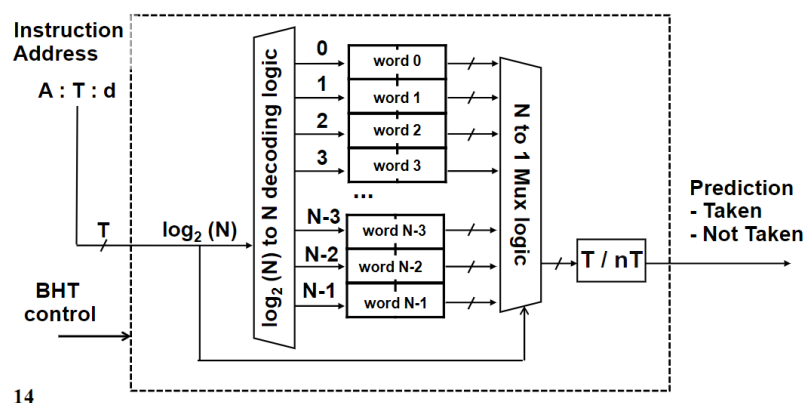 Instruction
Address
A : T : d
T
log2 (N)
BHT
control
log2 (N) to N decoding logic
0
1
2
3
...
N-3
N-2
N-1
word 0
word 1
word 2
word 3
word N-3
word N-2
word N-1
N to 1 Mux logic
T / nT
Prediction
- Taken
- Not Taken
14